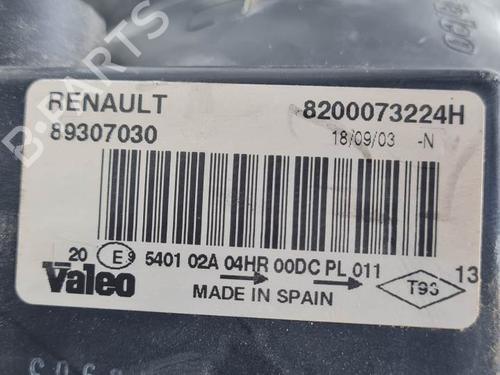 RENAULT 8200073224H
89307030 18/09/03 -N
20 E9 5401 02A 04HR 00DC PL 011 13
Valeo MADE IN SPAIN T93
B-PARTS